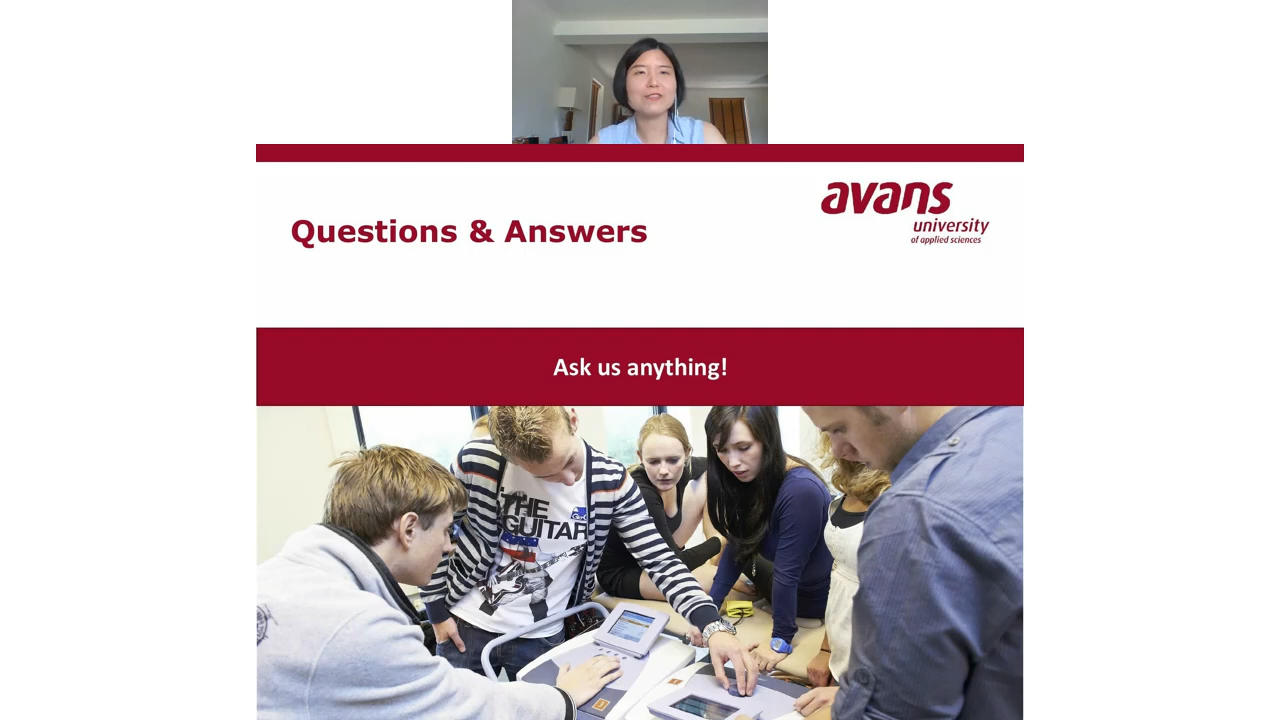 avans
university
of applied sciences
Questions & Answers
Ask us anything!
THE
GUITAR